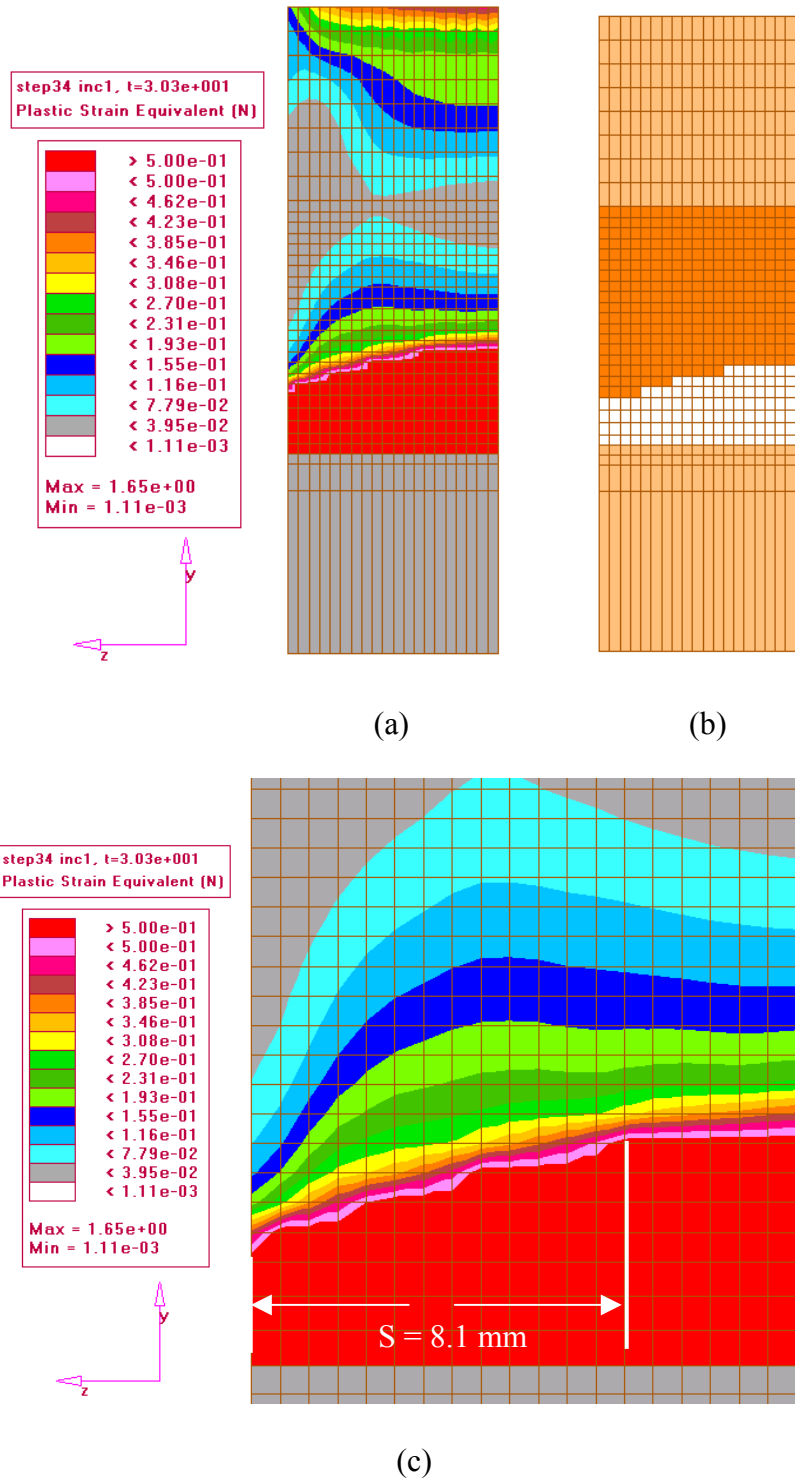 step34 inc1, t=3.03e+001
Plastic Strain Equivalent (N)
> 5.00e-01
< 5.00e-01
< 4.62e-01
< 4.23e-01
< 3.85e-01
< 3.46e-01
< 3.08e-01
< 2.70e-01
< 2.31e-01
< 1.93e-01
< 1.55e-01
< 1.16e-01
< 7.79e-02
< 3.95e-02
< 1.11e-03
Max = 1.65e+00
Min = 1.11e-03
y
z
(a)
(b)
step34 inc1, t=3.03e+001
Plastic Strain Equivalent (N)
> 5.00e-01
< 5.00e-01
< 4.62e-01
< 4.23e-01
< 3.85e-01
< 3.46e-01
< 3.08e-01
< 2.70e-01
< 2.31e-01
< 1.93e-01
< 1.55e-01
< 1.16e-01
< 7.79e-02
< 3.95e-02
< 1.11e-03
Max = 1.65e+00
Min = 1.11e-03
y
z
S = 8.1 mm
(c)